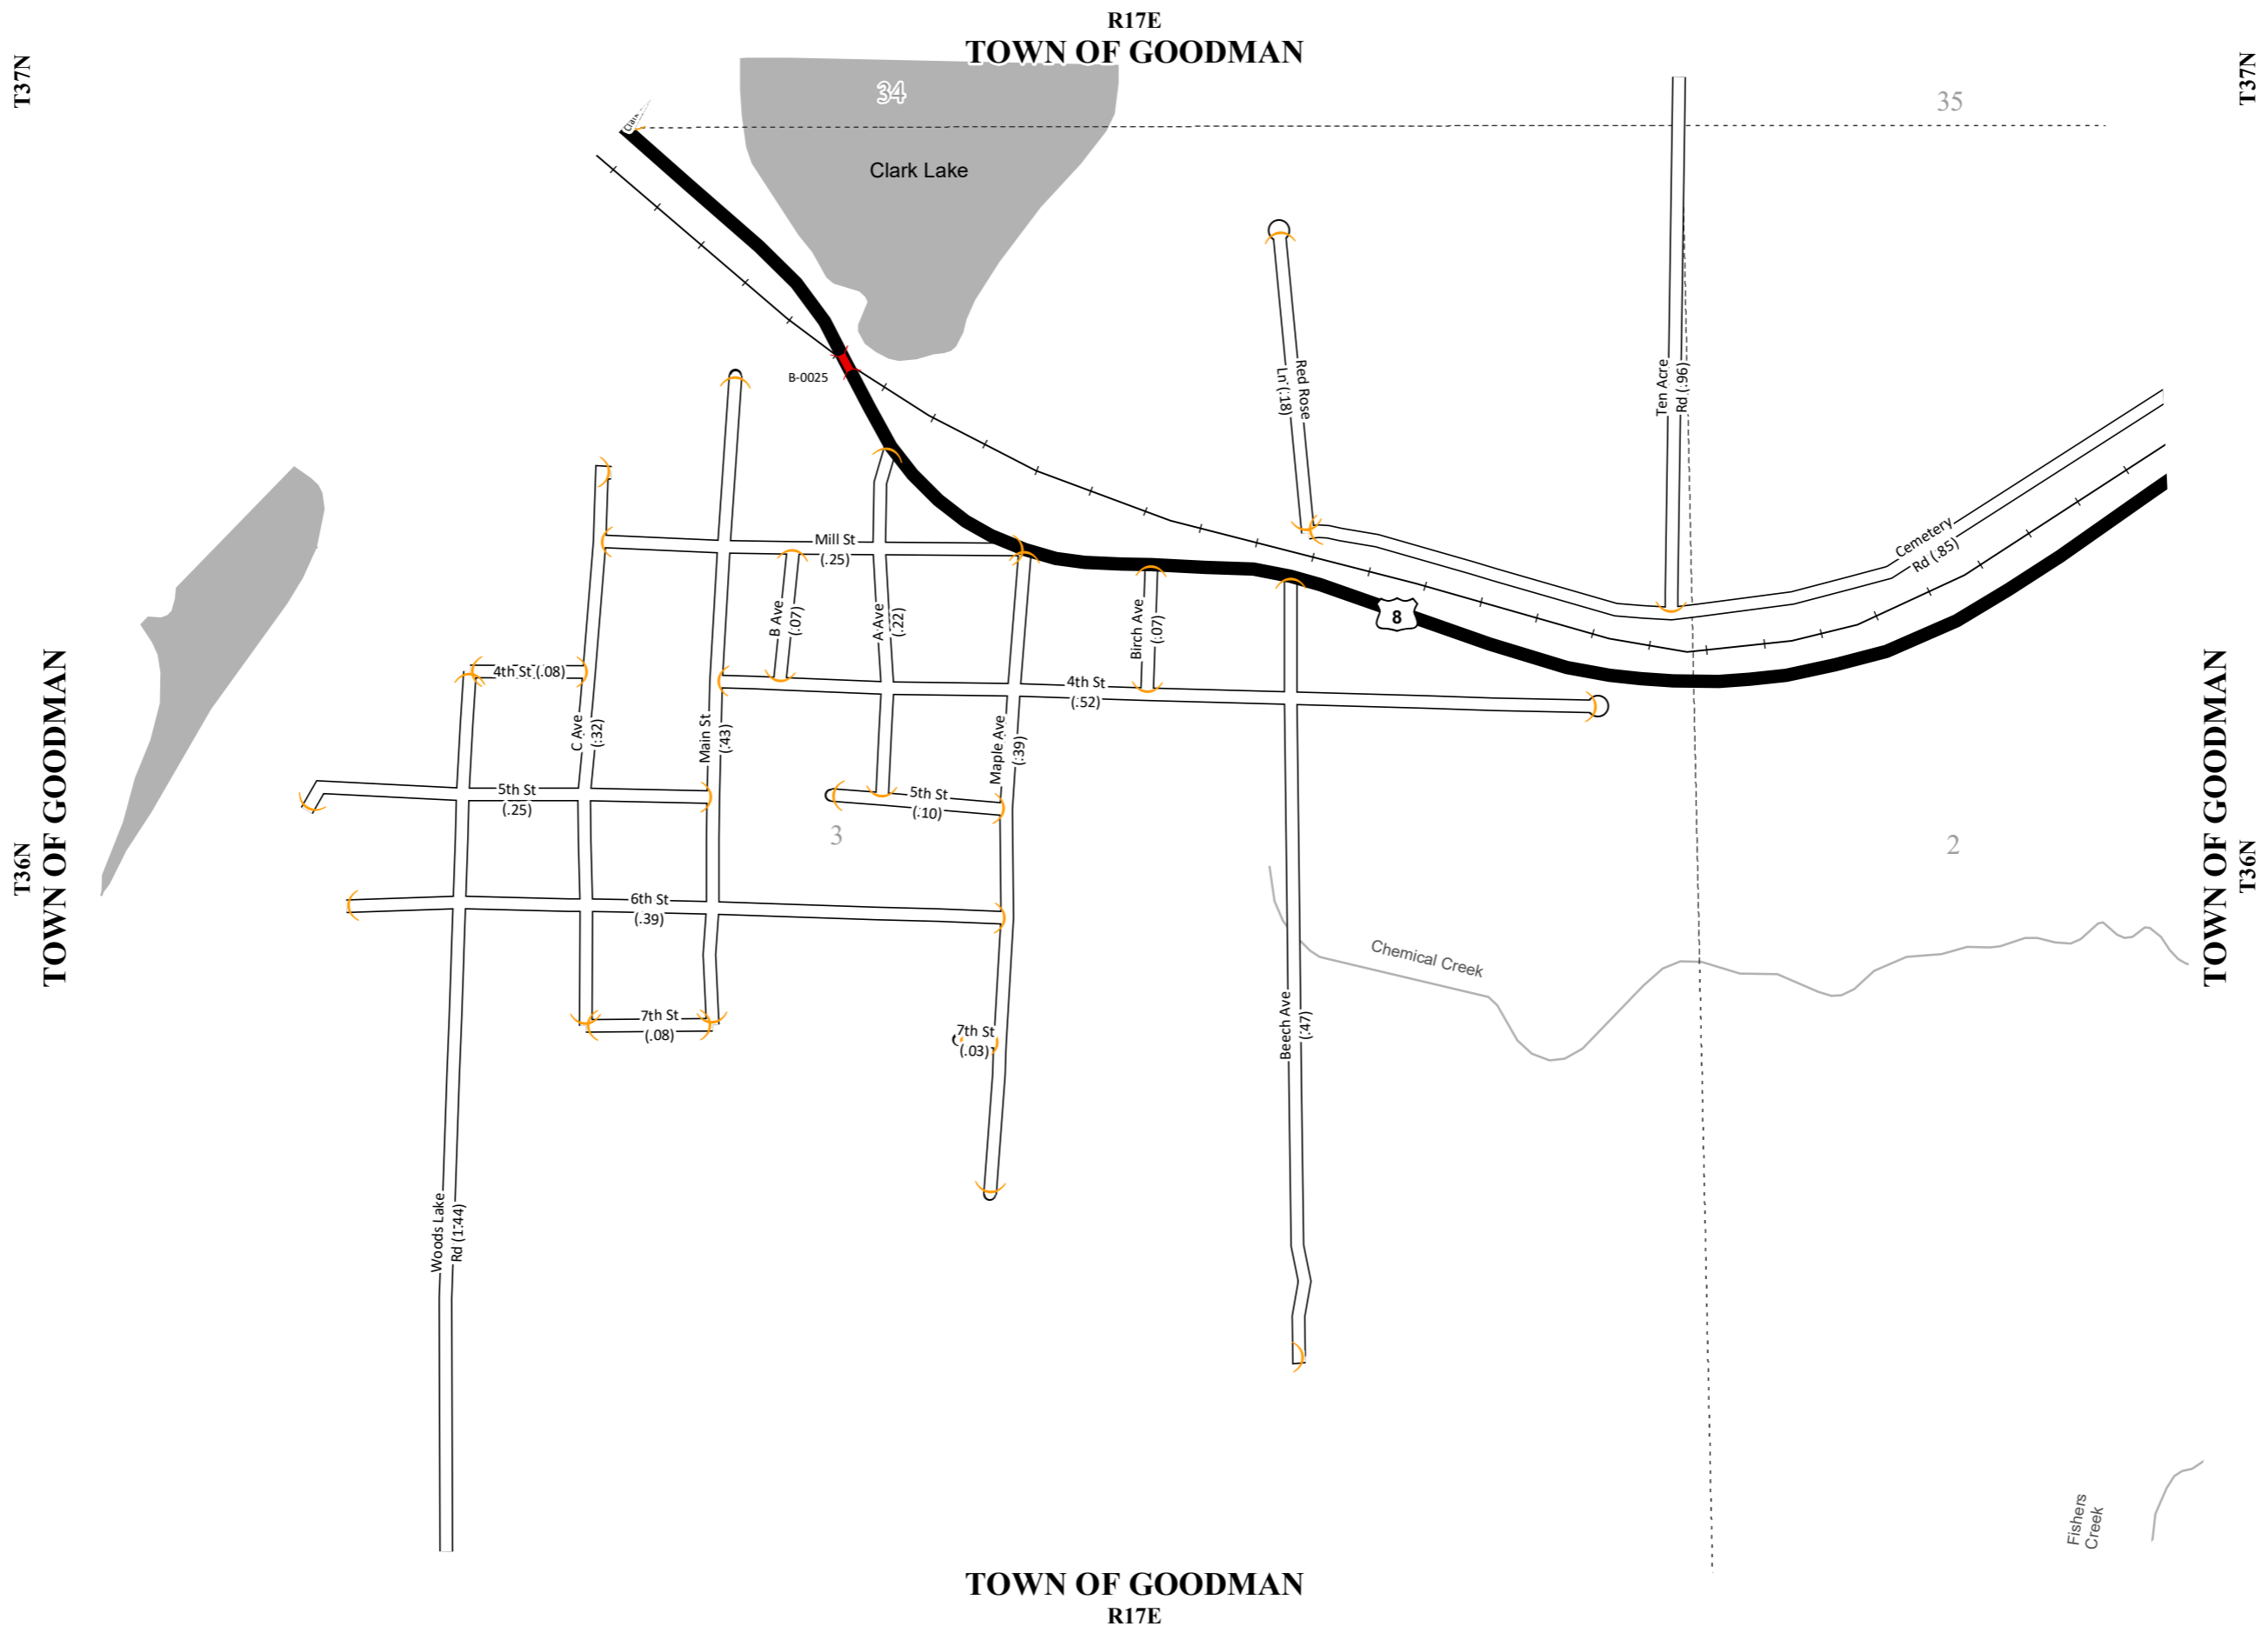 R17E
TOWN OF GOODMAN
T37N
T37N
34
35
Clark Lake
B-0025
Red Rose
Ln (.18)
Ten Acre
Rd (.96)
Mill St
(.25)
Cemetery
Rd (.85)
B Ave
(.07)
A Ave
(.22)
Birch Ave
(.07)
8
4th St (.08)
4th St
(.52)
C Ave
(.32)
Main St
(.43)
Maple Ave
(.39)
5th St
(.25)
5th St
(.10)
3
2
TOWN OF GOODMAN
T36N
TOWN OF GOODMAN
T36N
6th St
(.39)
Chemical Creek
7th St
(.08)
7th St
(.03)
Beech Ave
(.47)
Woods Lake
Rd (1.44)
Fishers
Creek
TOWN OF GOODMAN
R17E